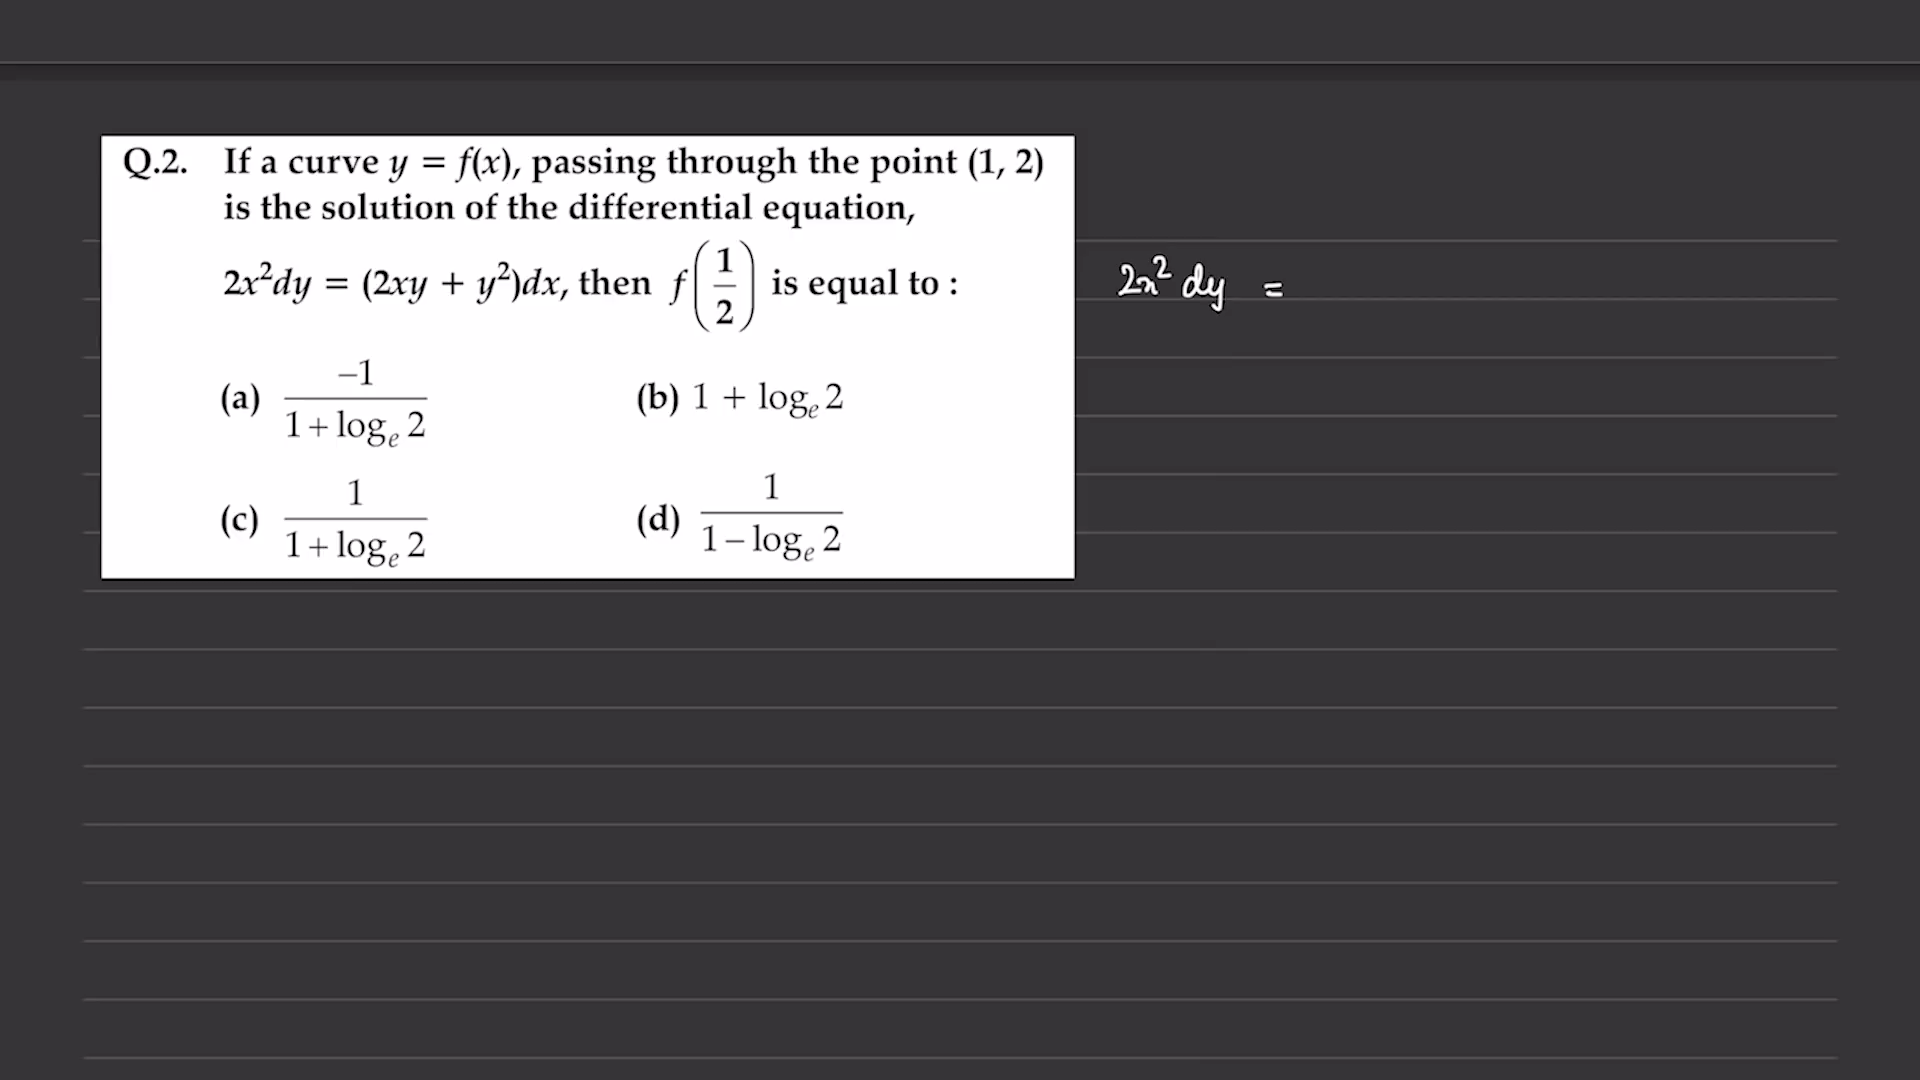 Q.2. If a curve y = f(x), passing through the point (1, 2)
is the solution of the differential equation,
2x²dy = (2xy + y²)dx, then f(1/2) is equal to :
(a) –1/(1 + logₑ 2) (b) 1 + logₑ 2
(c) 1/(1 + logₑ 2) (d) 1/(1 – logₑ 2)
2x² dy =